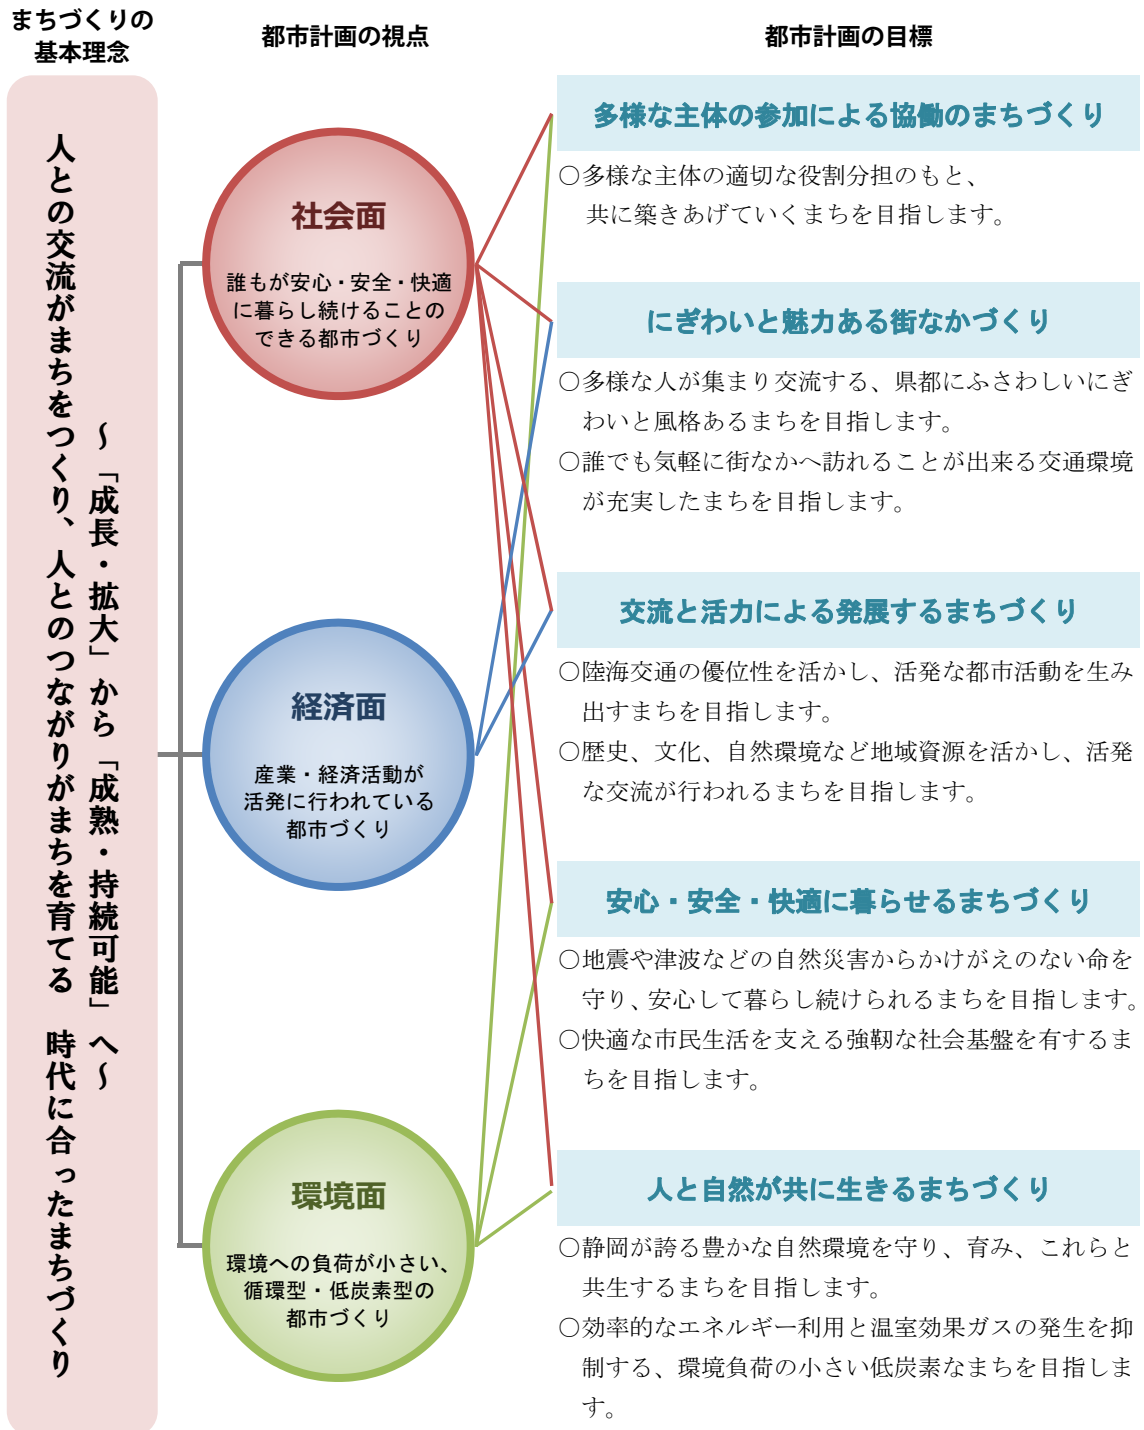 まちづくりの
基本理念
都市計画の視点
都市計画の目標
人との交流がまちをつくり、人とのつながりがまちを育てる 時代に合ったまちづくり
～「成長・拡大」から「成熟・持続可能」へ～
社会面
誰もが安心・安全・快適
に暮らし続けることの
できる都市づくり
経済面
産業・経済活動が
活発に行われている
都市づくり
環境面
環境への負荷が小さい、
循環型・低炭素型の
都市づくり
多様な主体の参加による協働のまちづくり
○多様な主体の適切な役割分担のもと、
共に築きあげていくまちを目指します。
にぎわいと魅力ある街なかづくり
○多様な人が集まり交流する、県都にふさわしいにぎ
わいと風格あるまちを目指します。
○誰でも気軽に街なかへ訪れることが出来る交通環境
が充実したまちを目指します。
交流と活力による発展するまちづくり
○陸海交通の優位性を活かし、活発な都市活動を生み
出すまちを目指します。
○歴史、文化、自然環境など地域資源を活かし、活発
な交流が行われるまちを目指します。
安心・安全・快適に暮らせるまちづくり
○地震や津波などの自然災害からかけがえのない命を
守り、安心して暮らし続けられるまちを目指します。
○快適な市民生活を支える強靭な社会基盤を有するま
ちを目指します。
人と自然が共に生きるまちづくり
○静岡が誇る豊かな自然環境を守り、育み、これらと
共生するまちを目指します。
○効率的なエネルギー利用と温室効果ガスの発生を抑
制する、環境負荷の小さい低炭素なまちを目指しま
す。